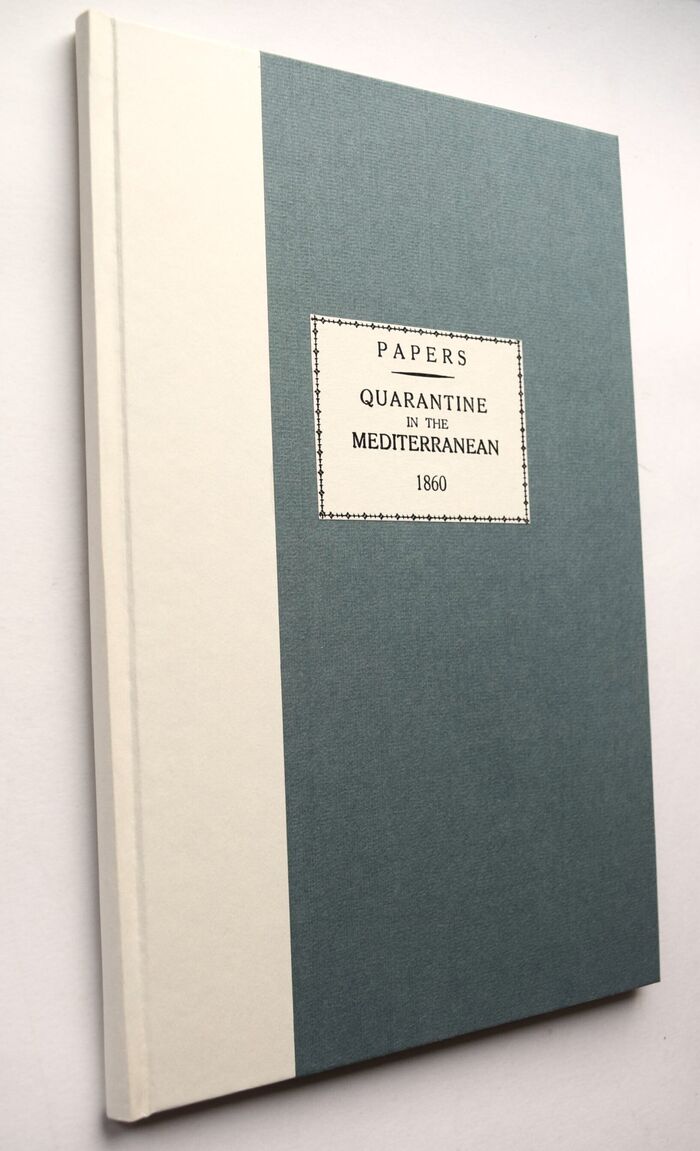 PAPERS
QUARANTINE
IN THE
MEDITERRANEAN
1860